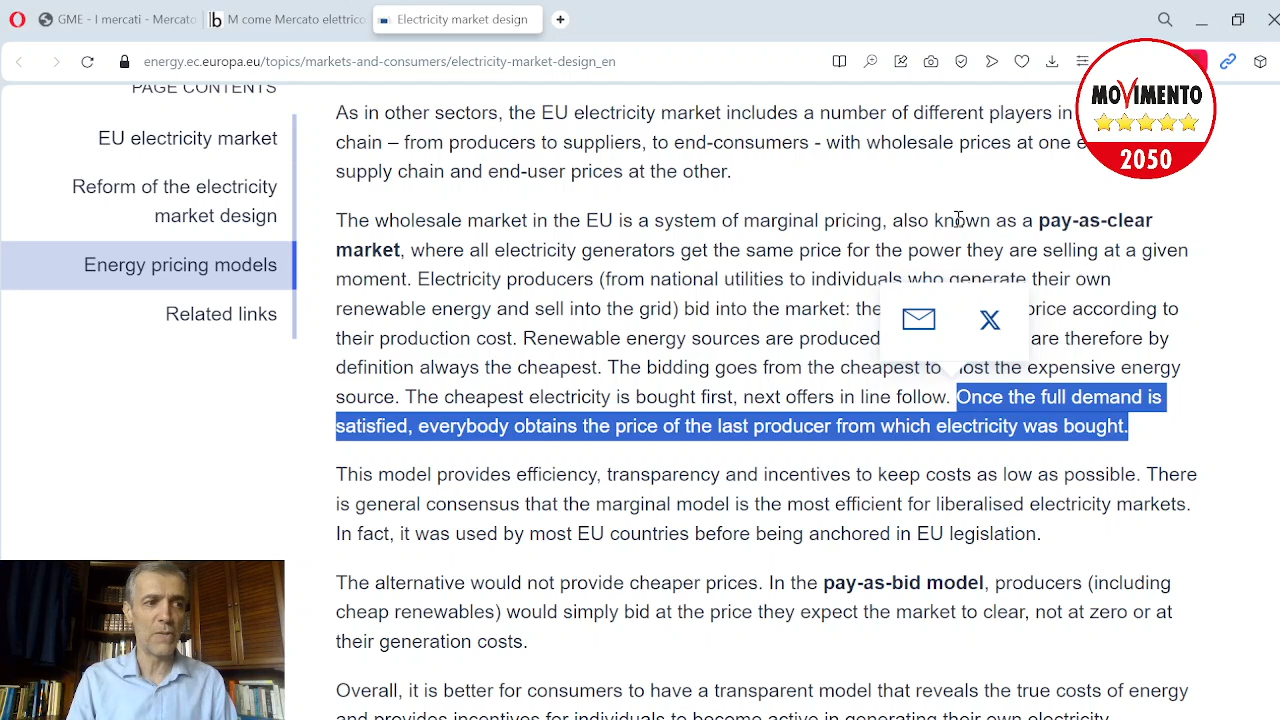 GME - I mercati - Mercato
M come Mercato elettrico
Electricity market design
energy.ec.europa.eu/topics/markets-and-consumers/electricity-market-design_en
MOVIMENTO
2050
PAGE CONTENTS
EU electricity market
Reform of the electricity
market design
Energy pricing models
Related links
As in other sectors, the EU electricity market includes a number of different players in
chain – from producers to suppliers, to end-consumers - with wholesale prices at one
supply chain and end-user prices at the other.
The wholesale market in the EU is a system of marginal pricing, also known as a pay-as-clear
market, where all electricity generators get the same price for the power they are selling at a given
moment. Electricity producers (from national utilities to individuals who generate their own
renewable energy and sell into the grid) bid into the market: price according to
their production cost. Renewable energy sources are produced are therefore by
definition always the cheapest. The bidding goes from the cheapest to the expensive energy
source. The cheapest electricity is bought first, next offers in line follow. Once the full demand is
satisfied, everybody obtains the price of the last producer from which electricity was bought.
This model provides efficiency, transparency and incentives to keep costs as low as possible. There
is general consensus that the marginal model is the most efficient for liberalised electricity markets.
In fact, it was used by most EU countries before being anchored in EU legislation.
The alternative would not provide cheaper prices. In the pay-as-bid model, producers (including
cheap renewables) would simply bid at the price they expect the market to clear, not at zero or at
their generation costs.
Overall, it is better for consumers to have a transparent model that reveals the true costs of energy
and provides incentives for individuals to become active in generating their own electricity.